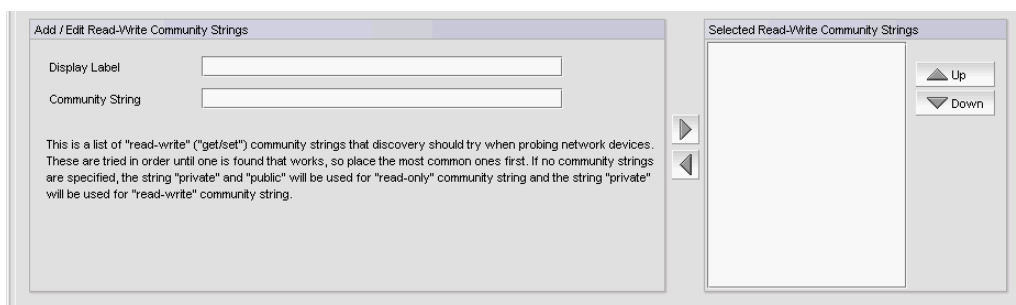 Add / Edit Read-Write Community Strings
Display Label
Community String
This is a list of "read-write" ("get/set") community strings that discovery should try when probing network devices.
These are tried in order until one is found that works, so place the most common ones first. If no community strings
are specified, the string "private" and "public" will be used for "read-only" community string and the string "private"
will be used for "read-write" community string.
Selected Read-Write Community Strings
Up
Down